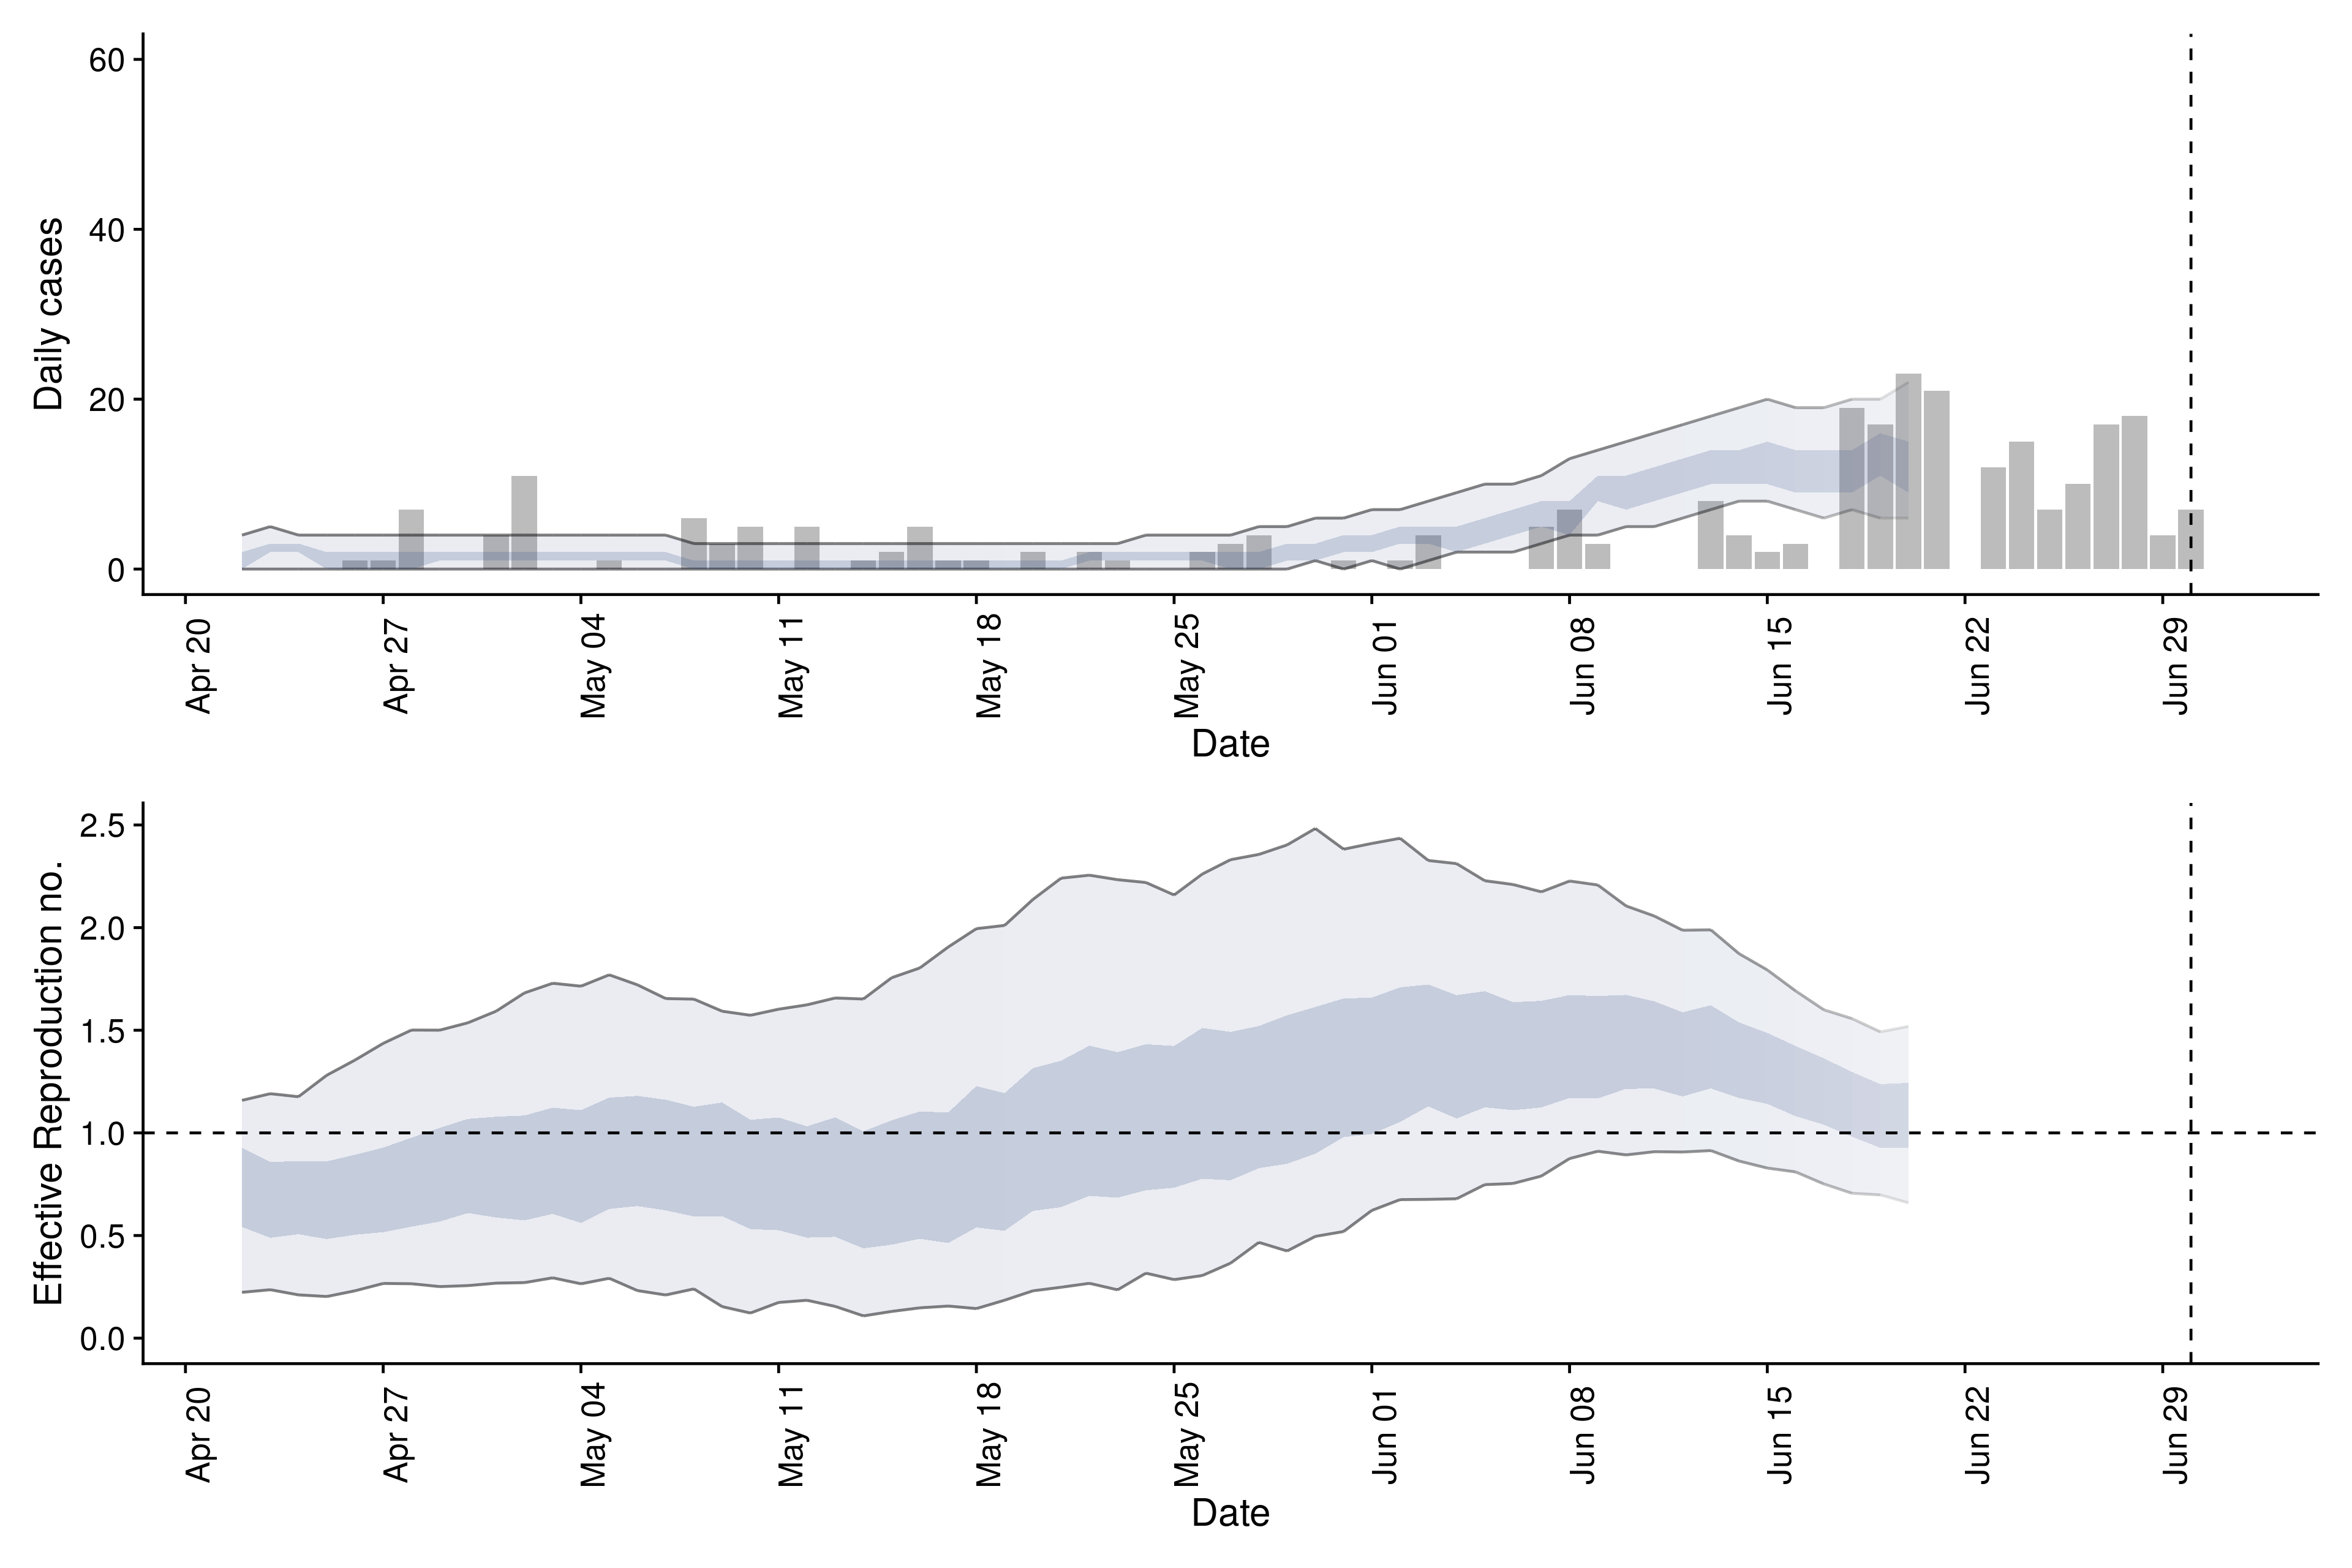 Daily cases
60
40
20
0
Apr 20
Apr 27
May 04
May 11
May 18
May 25
Jun 01
Jun 08
Jun 15
Jun 22
Jun 29
Date
Effective Reproduction no.
2.5
2.0
1.5
1.0
0.5
0.0
Apr 20
Apr 27
May 04
May 11
May 18
May 25
Jun 01
Jun 08
Jun 15
Jun 22
Jun 29
Date